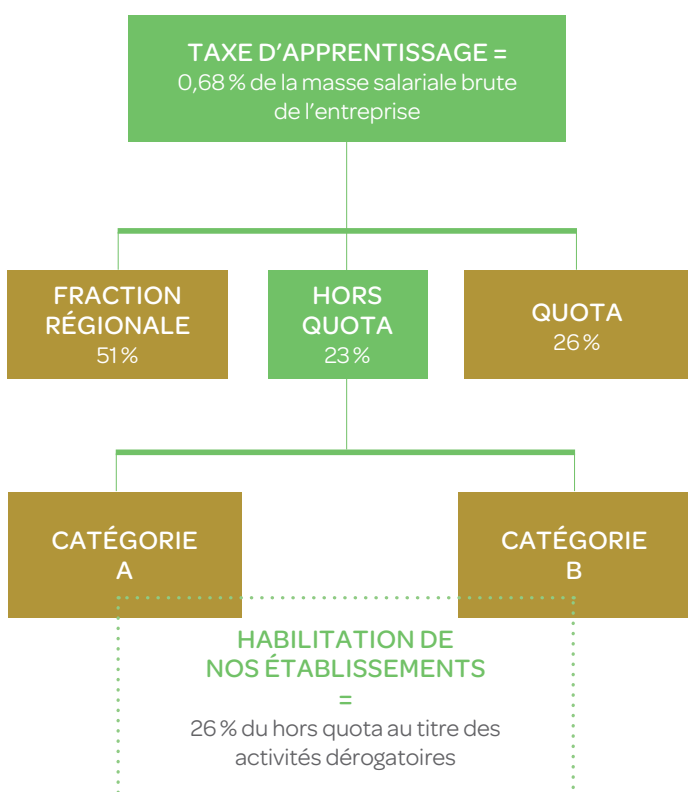 TAXE D'APPRENTISSAGE =
0,68 % de la masse salariale brute
de l'entreprise
FRACTION
RÉGIONALE
51 %
HORS
QUOTA
23 %
QUOTA
26 %
CATÉGORIE
A
CATÉGORIE
B
HABILITATION DE
NOS ÉTABLISSEMENTS
=
26 % du hors quota au titre des
activités dérogatoires